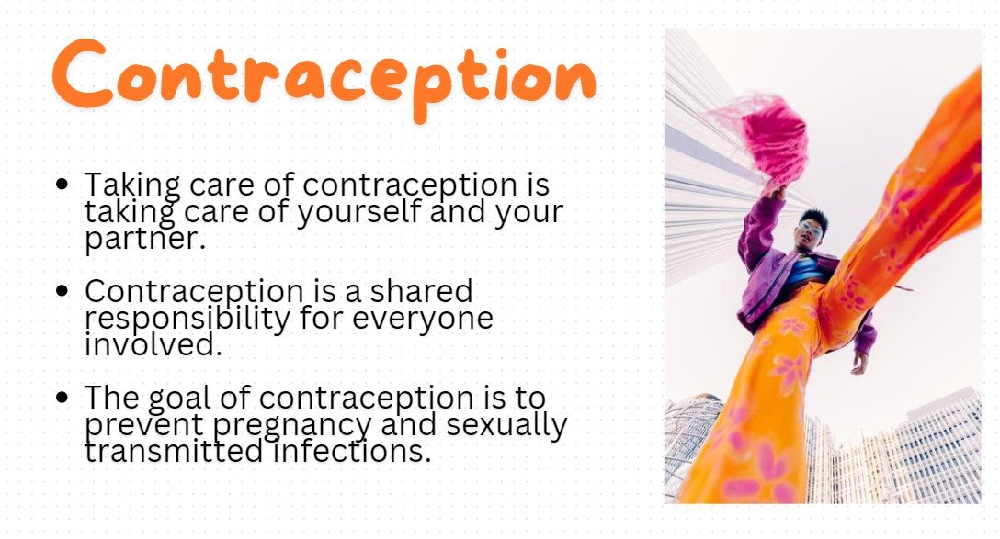 Contraception
Taking care of contraception is
taking care of yourself and your
partner.
Contraception is a shared
responsibility for everyone
involved.
The goal of contraception is to
prevent pregnancy and sexually
transmitted infections.